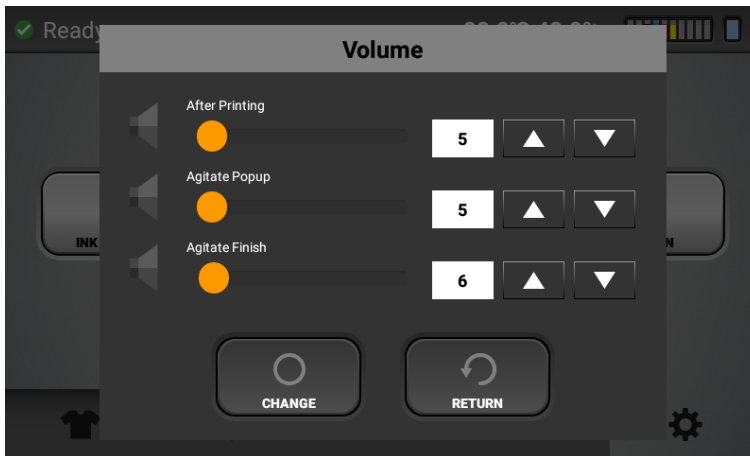 Ready
Volume
After Printing
5
Agitate Popup
5
Agitate Finish
6
INK
CHANGE
RETURN